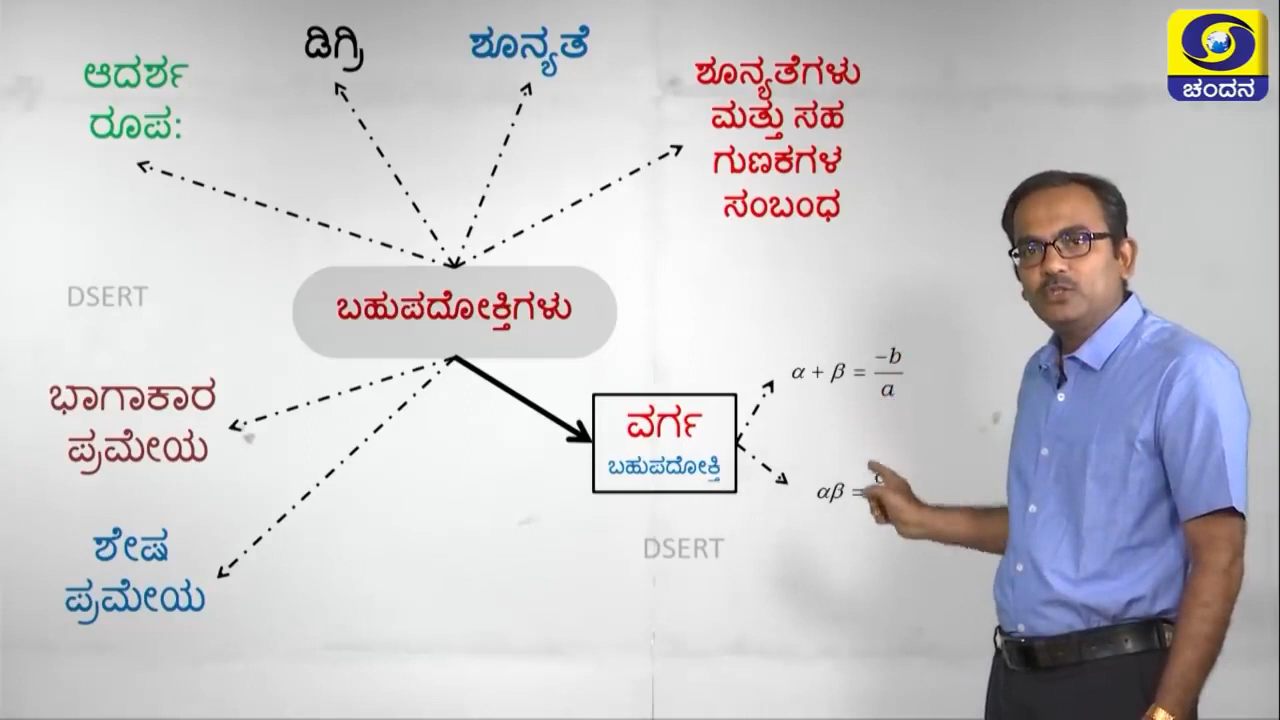 ಆದರ್ಶ
ರೂಪ:
ಡಿಗ್ರಿ
ಶೂನ್ಯತೆ
ಶೂನ್ಯತೆಗಳು
ಮತ್ತು ಸಹ
ಗುಣಕಗಳ
ಸಂಬಂಧ
ಚಂದನ
DSERT
ಬಹುಪದೋಕ್ತಿಗಳು
ಭಾಗಾಕಾರ
ಪ್ರಮೇಯ
ವರ್ಗ
ಬಹುಪದೋಕ್ತಿ
α + β = -b/a
αβ =
DSERT
ಶೇಷ
ಪ್ರಮೇಯ